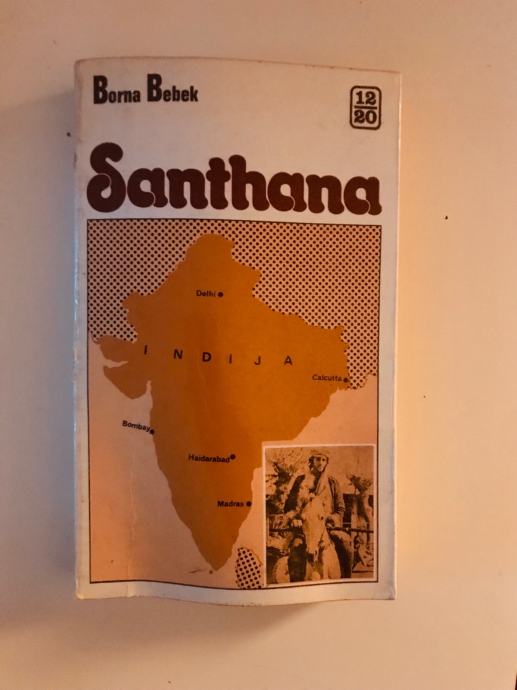 Borna Bebek
12
20
Santhana
Delhi
INDIJA
Calcutta
Bombay
Haidarabad
Madras